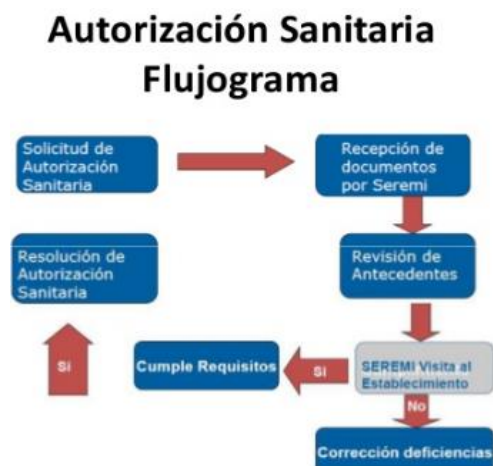 Autorización Sanitaria
Flujograma
Solicitud de
Autorización
Sanitaria
Recepción de
documentos
por Seremi
Resolución de
Autorización
Sanitaria
Revisión de
Antecedentes
Si
Cumple Requisitos
Si
SEREMI Visita al
Establecimiento
No
Corrección deficiencias